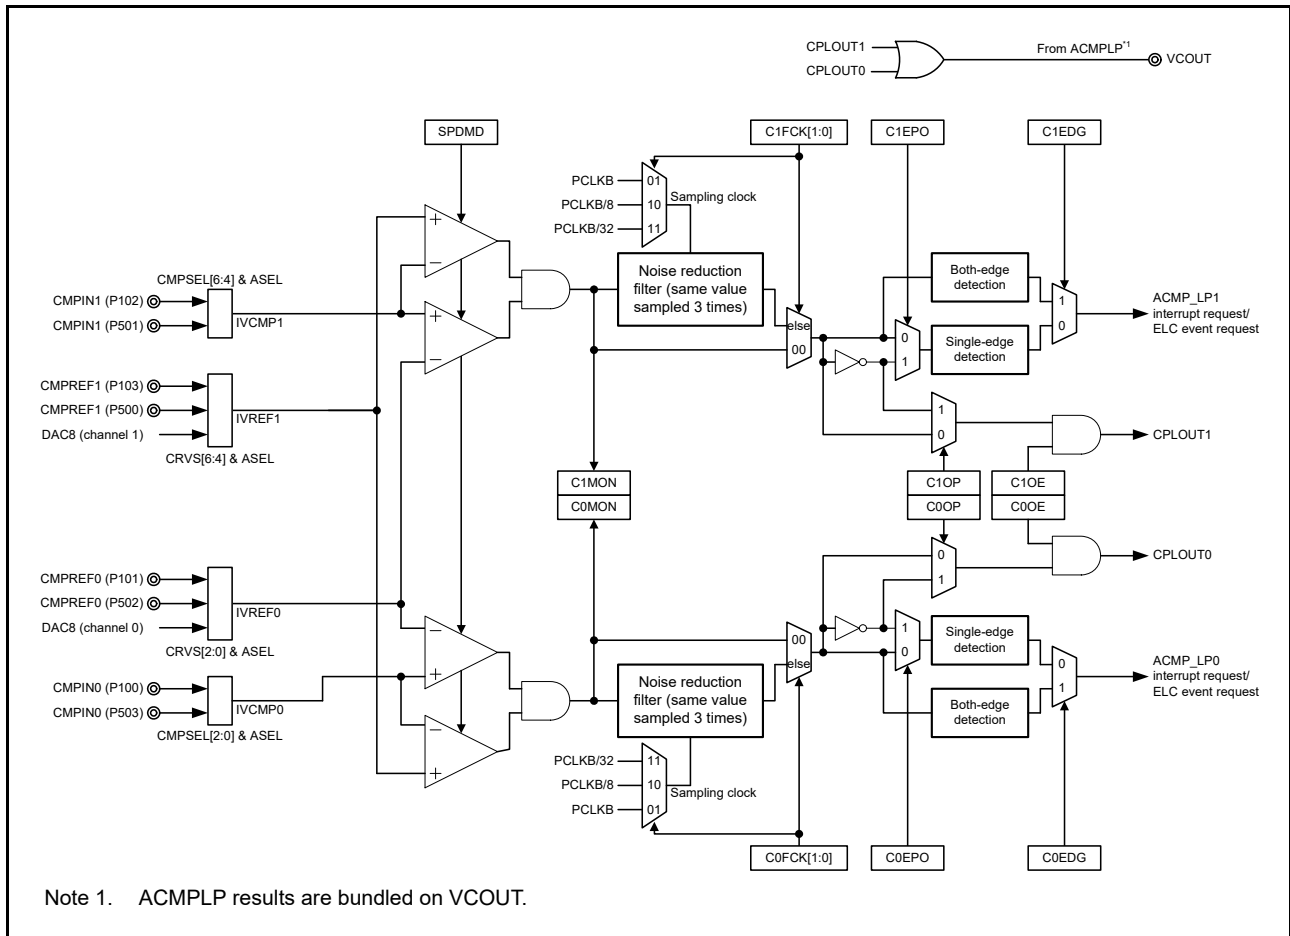 CPLOUT1
CPLOUT0
From ACMPLP*1
VCOUT
SPDMD
C1FCK[1:0]
C1EPO
C1EDG
PCLKB
01
Sampling clock
PCLKB/8
10
PCLKB/32
11
+
−
Noise reduction
filter (same value
sampled 3 times)
Both-edge
detection
CMPSEL[6:4] & ASEL
CMPIN1 (P102)
CMPIN1 (P501)
IVCMP1
+
−
else
00
0
1
Single-edge
detection
1
0
ACMP_LP1
interrupt request/
ELC event request
CMPREF1 (P103)
CMPREF1 (P500)
DAC8 (channel 1)
IVREF1
CRVS[6:4] & ASEL
1
0
CPLOUT1
C1MON
C0MON
C1OP
C0OP
C1OE
C0OE
CPLOUT0
0
1
CMPREF0 (P101)
CMPREF0 (P502)
DAC8 (channel 0)
IVREF0
CRVS[2:0] & ASEL
−
+
00
else
1
0
Single-edge
detection
0
1
ACMP_LP0
interrupt request/
ELC event request
CMPIN0 (P100)
CMPIN0 (P503)
IVCMP0
CMPSEL[2:0] & ASEL
−
+
Noise reduction
filter (same value
sampled 3 times)
Both-edge
detection
PCLKB/32
11
PCLKB/8
10
Sampling clock
PCLKB
01
C0FCK[1:0]
C0EPO
C0EDG
Note 1. ACMPLP results are bundled on VCOUT.